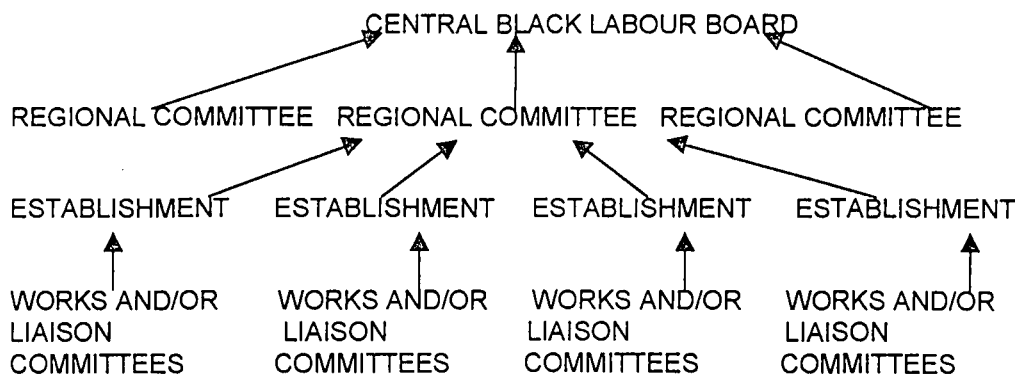 CENTRAL BLACK LABOUR BOARD
REGIONAL COMMITTEE REGIONAL COMMITTEE REGIONAL COMMITTEE
ESTABLISHMENT ESTABLISHMENT ESTABLISHMENT ESTABLISHMENT
WORKS AND/OR WORKS AND/OR WORKS AND/OR WORKS AND/OR
LIAISON LIAISON LIAISON LIAISON
COMMITTEES COMMITTEES COMMITTEES COMMITTEES